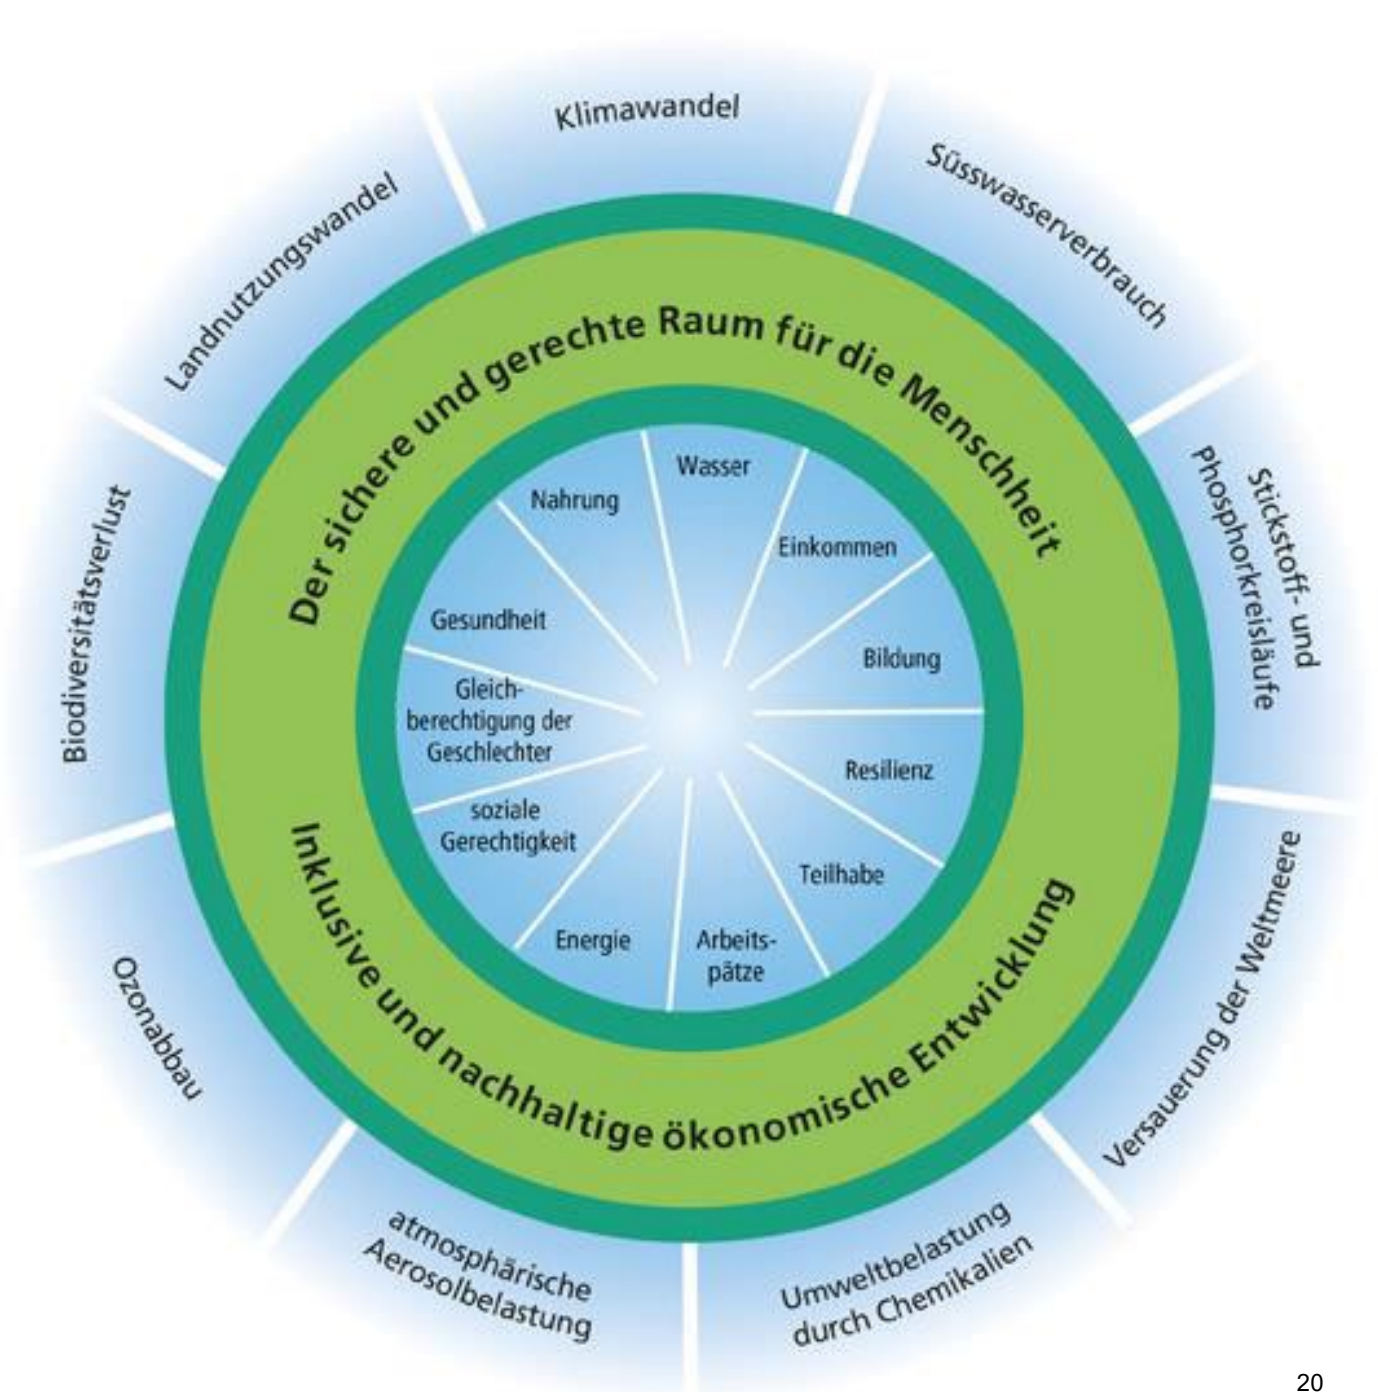 Klimawandel
Süsswasserverbrauch
Stickstoff- und
Phosphorkreisläufe
Versauerung der Weltmeere
Umweltbelastung
durch Chemikalien
atmosphärische
Aerosolbelastung
Ozonabbau
Biodiversitätsverlust
Landnutzungswandel
Der sichere und gerechte Raum für die Menschheit
Inklusive und nachhaltige ökonomische Entwicklung
Wasser
Einkommen
Bildung
Resilienz
Teilhabe
Arbeits-
pätze
Energie
soziale
Gerechtigkeit
Gleich-
berechtigung der
Geschlechter
Gesundheit
Nahrung
20